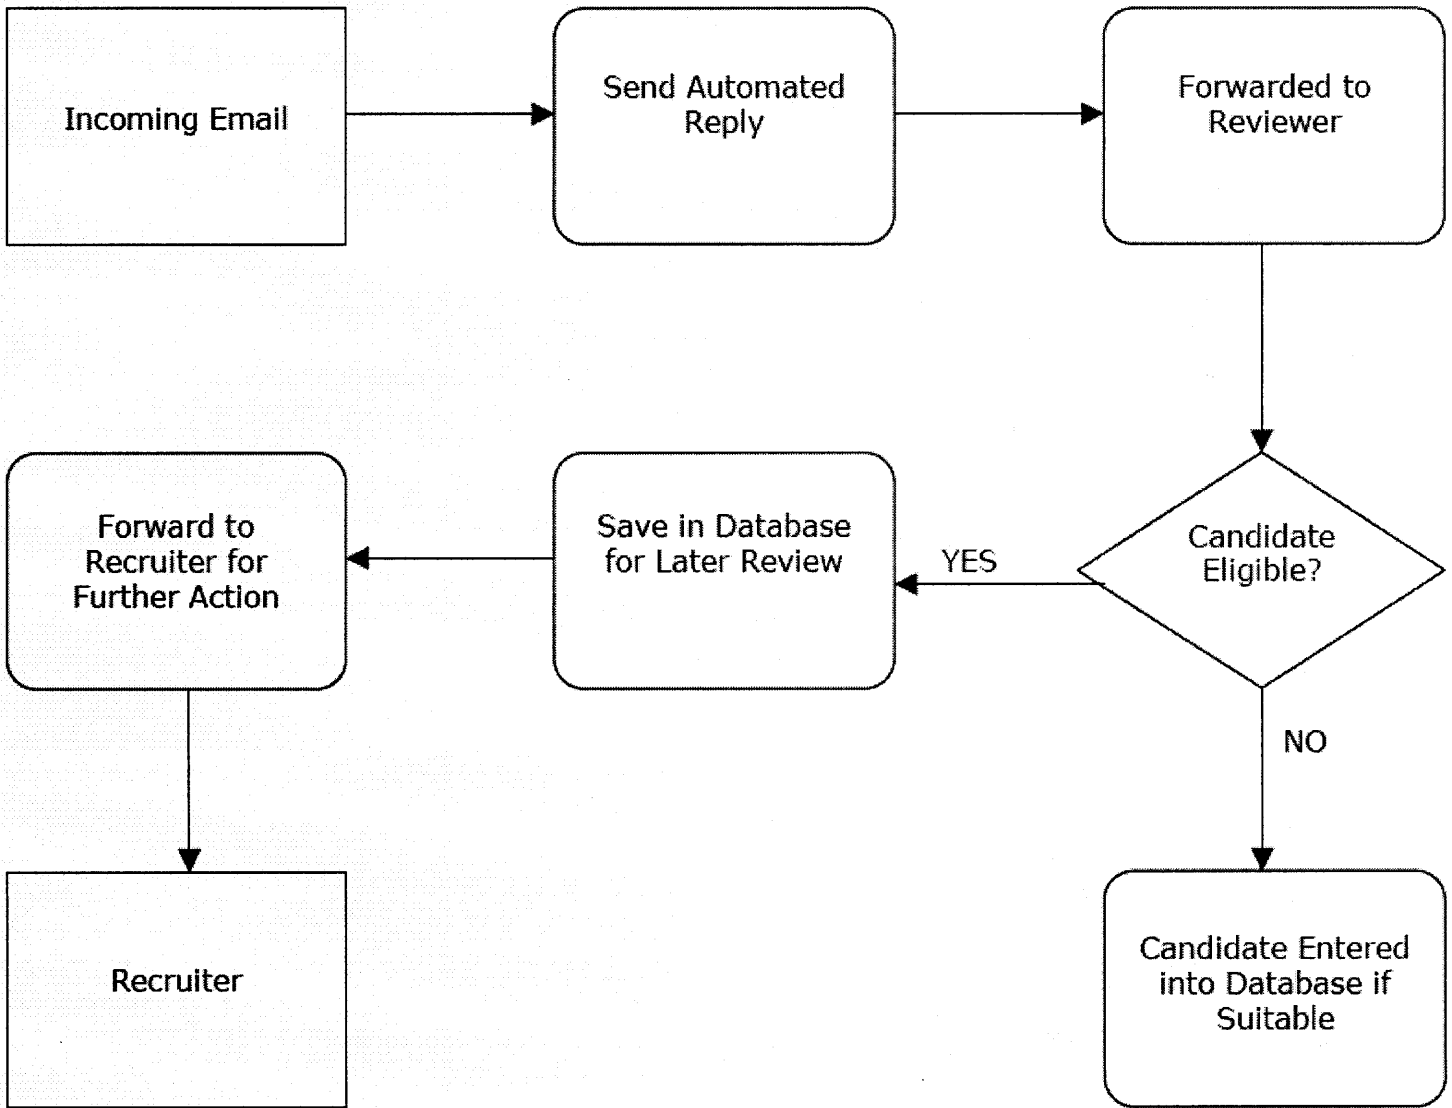 Incoming Email
Send Automated
Reply
Forwarded to
Reviewer
Forward to
Recruiter for
Further Action
Save in Database
for Later Review
YES
Candidate
Eligible?
NO
Recruiter
Candidate Entered
into Database if
Suitable